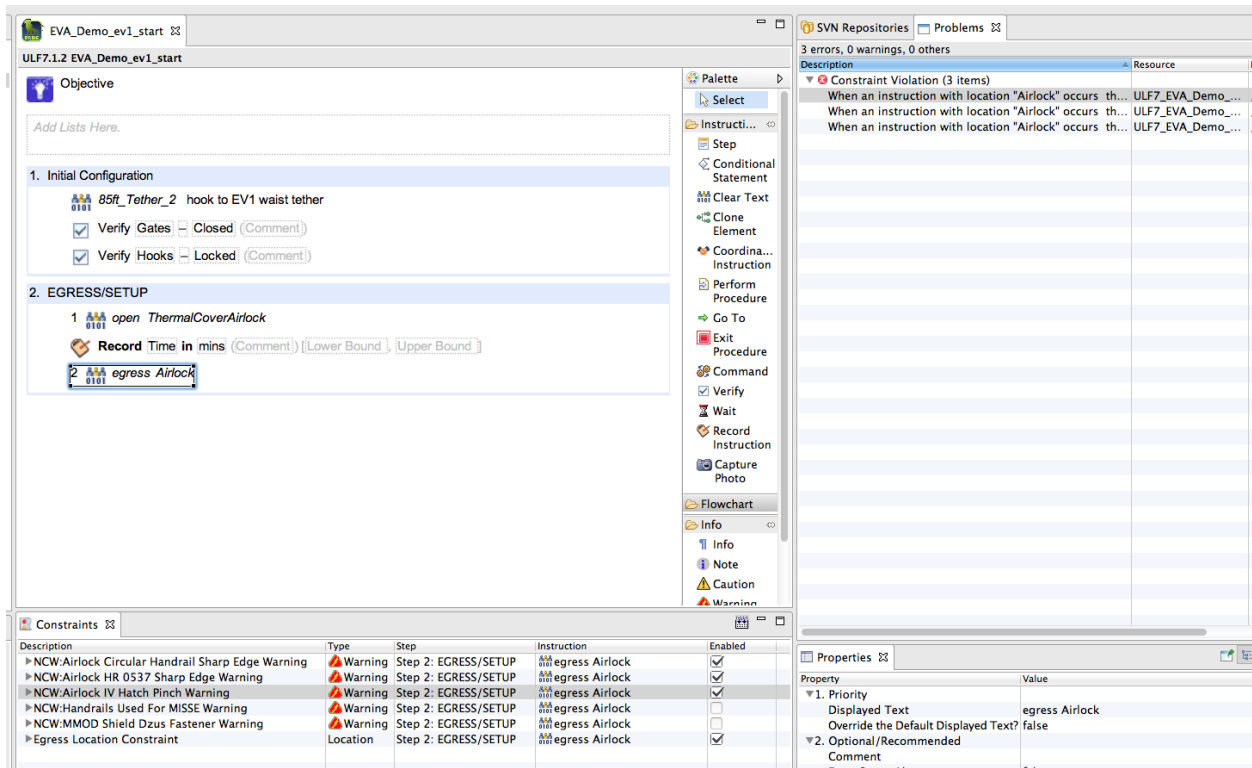 EVA_Demo_ev1_start
ULF7.1.2 EVA_Demo_ev1_start
Objective
Add Lists Here.
1. Initial Configuration
85ft_Tether_2 hook to EV1 waist tether
Verify Gates – Closed (Comment)
Verify Hooks – Locked (Comment)
2. EGRESS/SETUP
1 open ThermalCoverAirlock
Record Time in mins (Comment) [Lower Bound , Upper Bound ]
2 egress Airlock
Palette
Select
Instructi...
Step
Conditional
Statement
Clear Text
Clone
Element
Coordina...
Instruction
Perform
Procedure
Go To
Exit
Procedure
Command
Verify
Wait
Record
Instruction
Capture
Photo
Flowchart
Info
Info
Note
Caution
Warning
SVN Repositories Problems
3 errors, 0 warnings, 0 others
Description Resource
Constraint Violation (3 items)
When an instruction with location "Airlock" occurs th... ULF7_EVA_Demo_...
When an instruction with location "Airlock" occurs th... ULF7_EVA_Demo_...
When an instruction with location "Airlock" occurs th... ULF7_EVA_Demo_...
Constraints
Description Type Step Instruction Enabled
NCW:Airlock Circular Handrail Sharp Edge Warning Warning Step 2: EGRESS/SETUP egress Airlock
NCW:Airlock HR 0537 Sharp Edge Warning Warning Step 2: EGRESS/SETUP egress Airlock
NCW:Airlock IV Hatch Pinch Warning Warning Step 2: EGRESS/SETUP egress Airlock
NCW:Handrails Used For MISSE Warning Warning Step 2: EGRESS/SETUP egress Airlock
NCW:MMOD Shield Dzus Fastener Warning Warning Step 2: EGRESS/SETUP egress Airlock
Egress Location Constraint Location Step 2: EGRESS/SETUP egress Airlock
Properties
Property Value
1. Priority
Displayed Text egress Airlock
Override the Default Displayed Text? false
2. Optional/Recommended
Comment